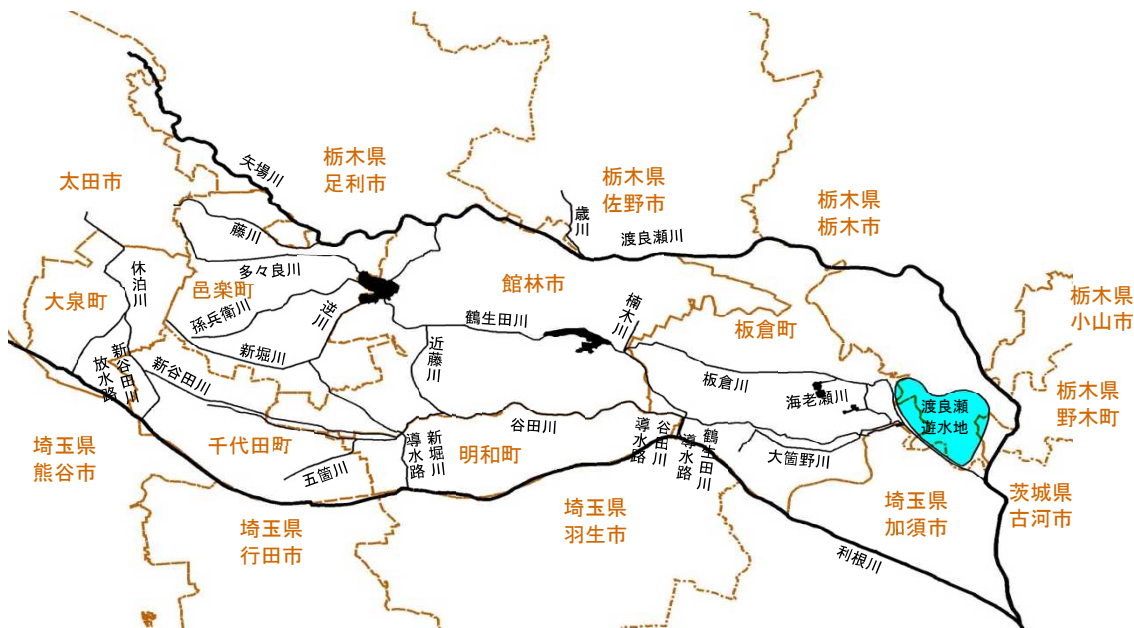 矢場川
栃木県
足利市
太田市
栃木県
佐野市
歳川
渡良瀬川
栃木県
栃木市
藤川
休泊川
多々良川
大泉町
邑楽町
孫兵衛川
逆川
館林市
鶴生田川
楠木川
板倉町
栃木県
小山市
新堀川
近藤川
新谷田川
放水路
新谷田川
板倉川
海老瀬川
渡良瀬
遊水地
栃木県
野木町
埼玉県
熊谷市
千代田町
五箇川
新堀川
導水路
明和町
谷田川
谷田川
導水路
鶴生田川
導水路
大箇野川
埼玉県
行田市
埼玉県
羽生市
埼玉県
加須市
茨城県
古河市
利根川